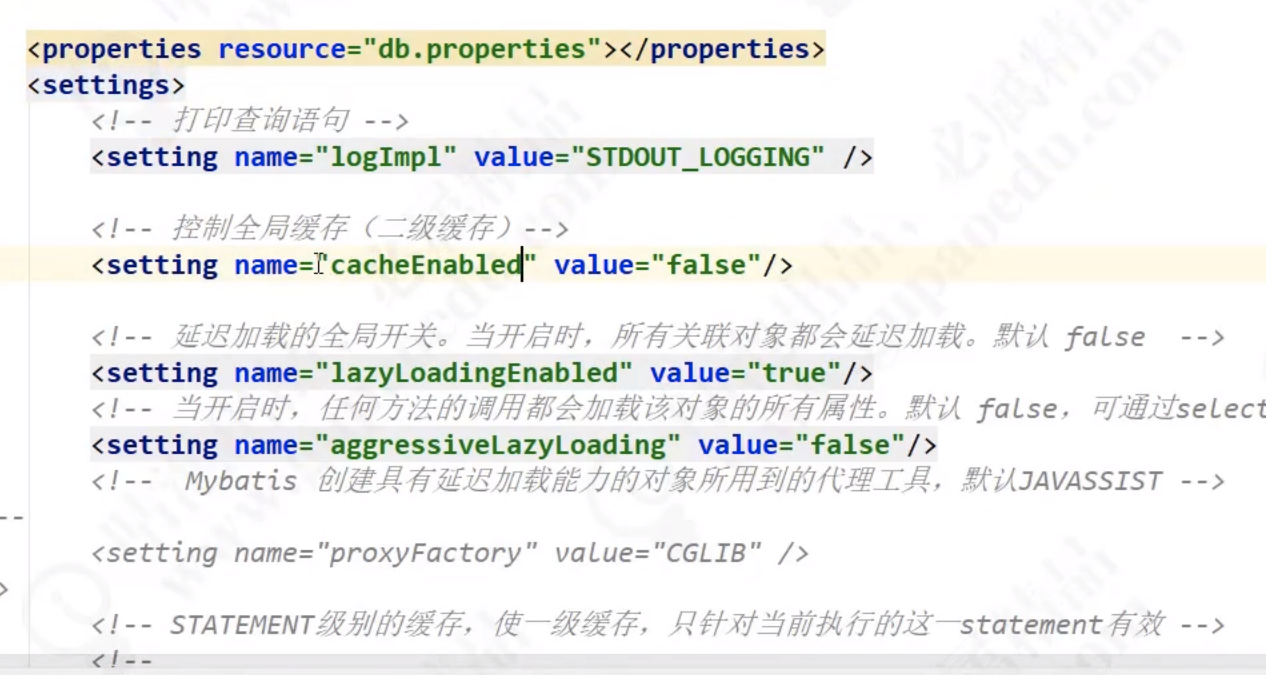 <properties resource="db.properties"></properties>
<settings>
<!-- 打印查询语句 -->
<setting name="logImpl" value="STDOUT_LOGGING" />
<!-- 控制全局缓存（二级缓存）-->
<setting name="cacheEnabled" value="false"/>
<!-- 延迟加载的全局开关。当开启时，所有关联对象都会延迟加载。默认 false  -->
<setting name="lazyLoadingEnabled" value="true"/>
<!-- 当开启时，任何方法的调用都会加载该对象的所有属性。默认 false，可通过select
<setting name="aggressiveLazyLoading" value="false"/>
<!--  Mybatis 创建具有延迟加载能力的对象所用到的代理工具，默认JAVASSIST -->
--
<setting name="proxyFactory" value="CGLIB" />
>
<!-- STATEMENT级别的缓存，使一级缓存，只针对当前执行的这一statement有效 -->
<!--